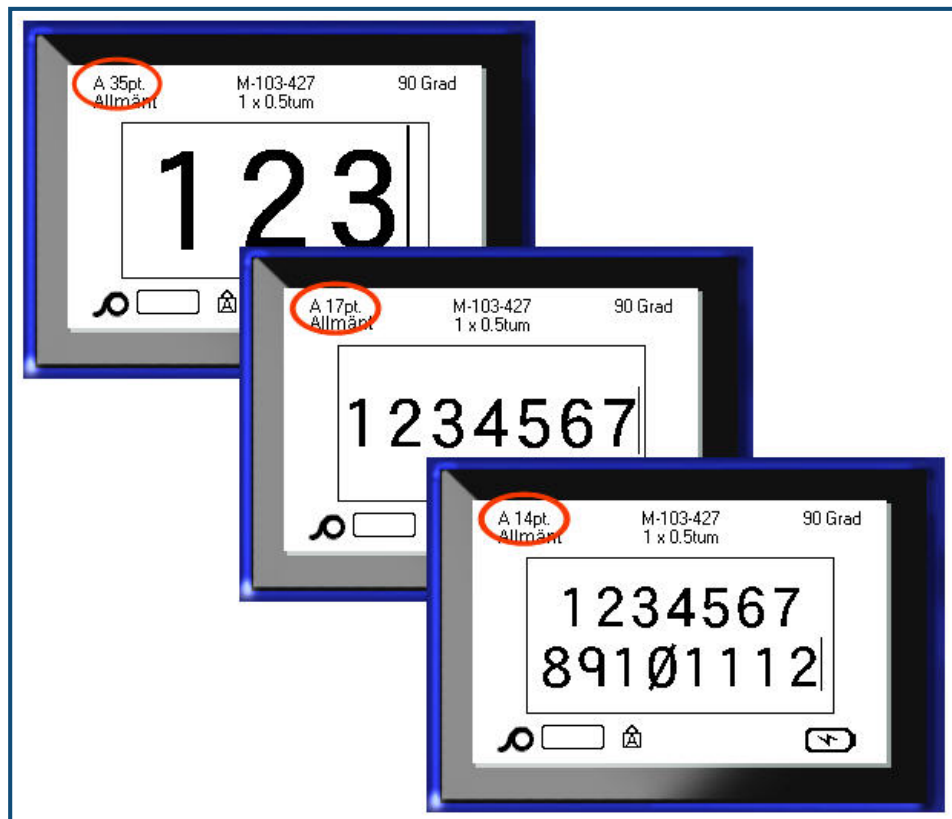 A 35pt. M-103-427 90 Grad
Allmänt 1 x 0.5tum
123
A
A 17pt. M-103-427 90 Grad
Allmänt 1 x 0.5tum
1234567
A 14pt. M-103-427 90 Grad
Allmänt 1 x 0.5tum
1234567
891Ø1112
A